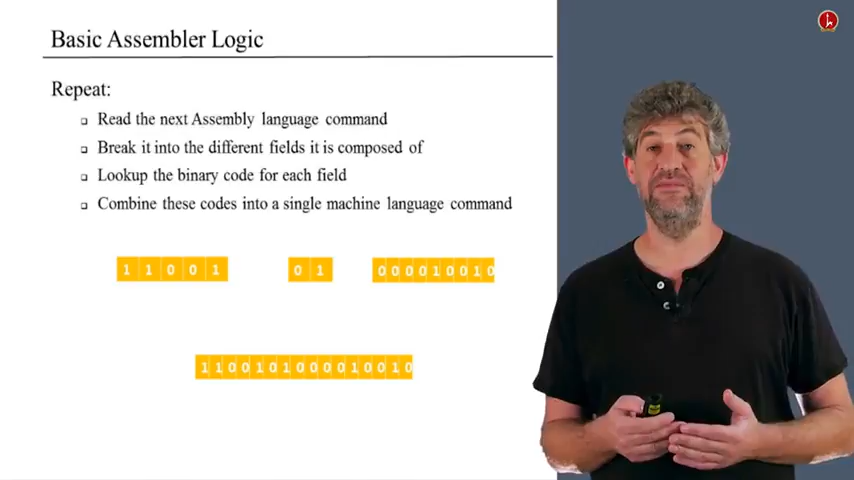 Basic Assembler Logic
Repeat:
Read the next Assembly language command
Break it into the different fields it is composed of
Lookup the binary code for each field
Combine these codes into a single machine language command
1 1 0 0 1 0 1 0 0 0 0 1 0 0 1 0
1 1 0 0 1 0 1 0 0 0 0 1 0 0 1 0